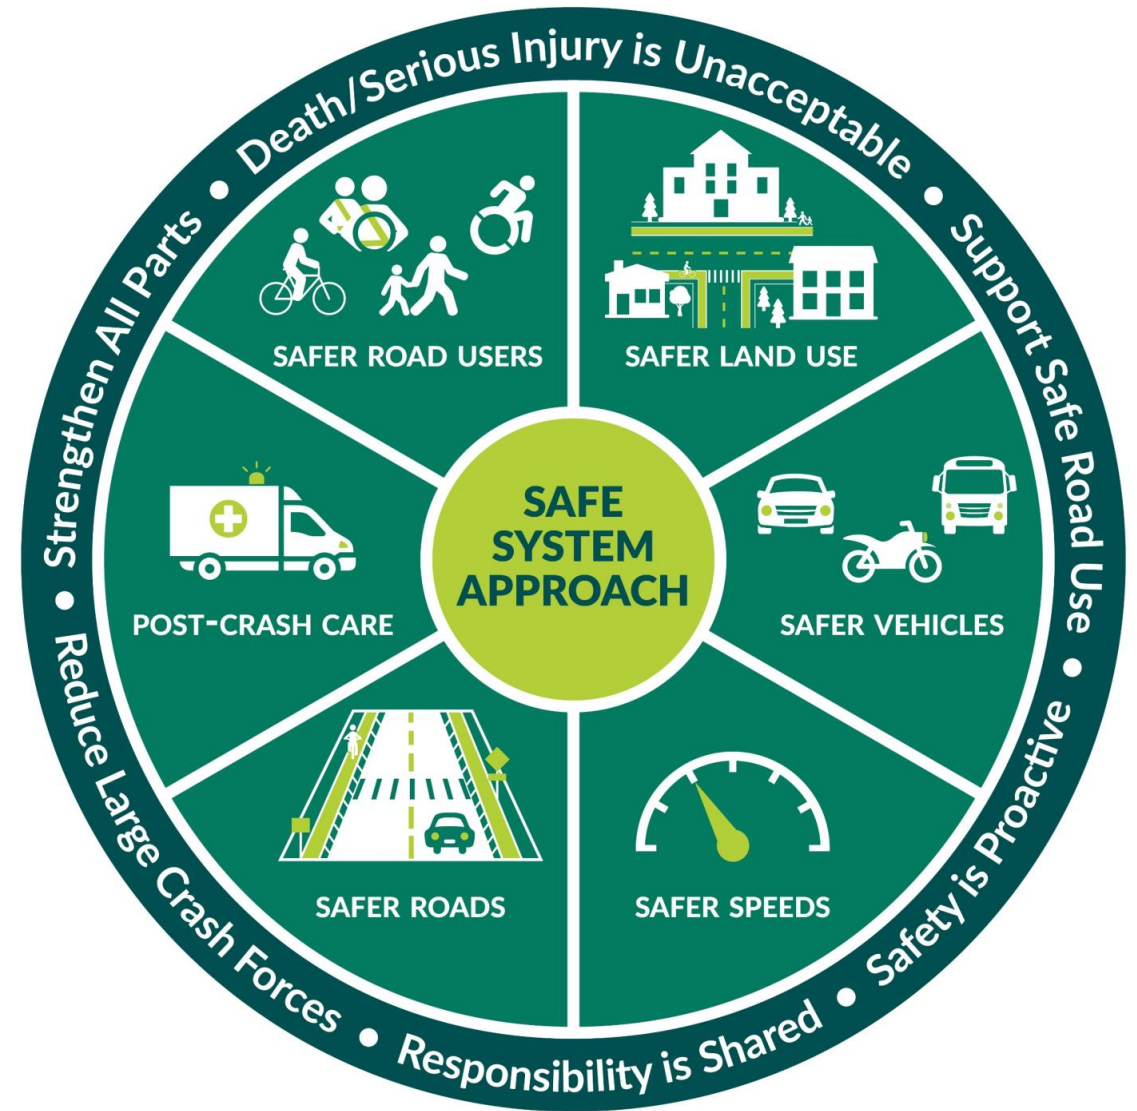 Death/Serious Injury is Unacceptable
Support Safe Road Use
Safety is Proactive
Responsibility is Shared
Reduce Large Crash Forces
Strengthen All Parts
SAFER ROAD USERS
SAFER LAND USE
SAFE
SYSTEM
APPROACH
POST-CRASH CARE
SAFER VEHICLES
SAFER ROADS
SAFER SPEEDS